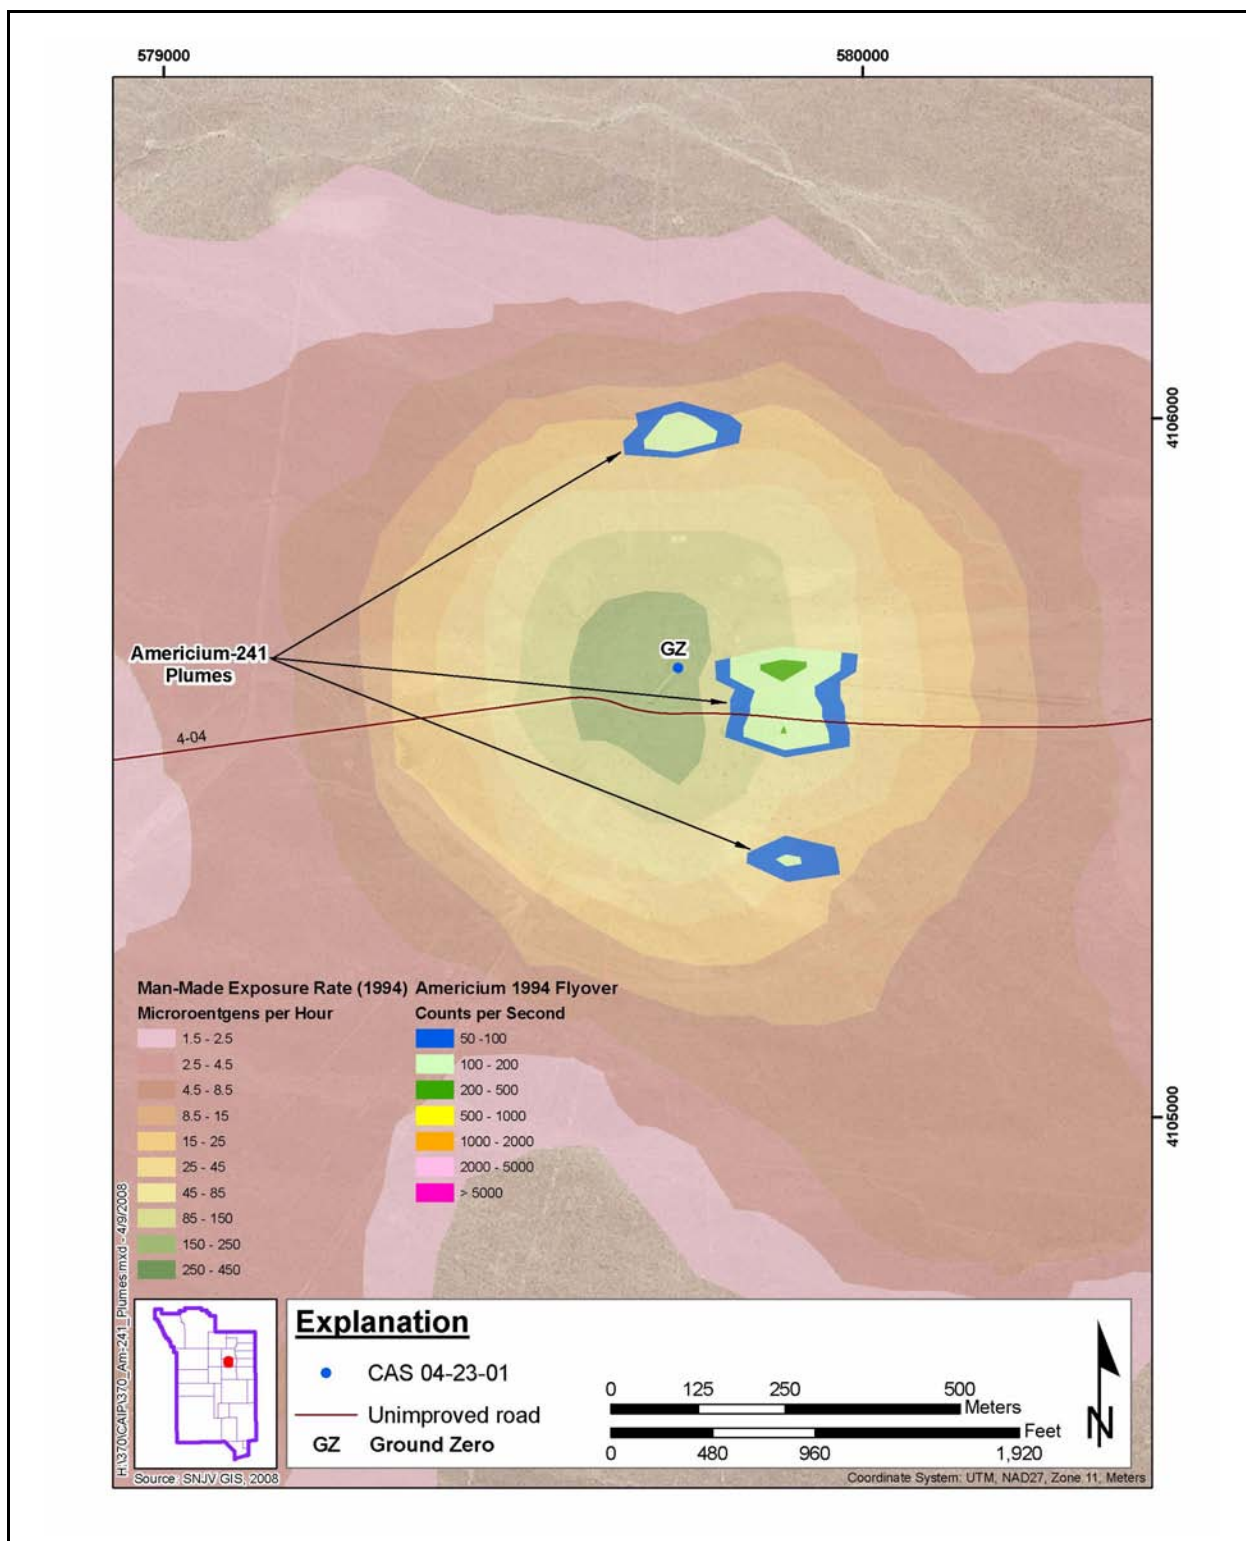 579000
580000
4106000
GZ
Americium-241
Plumes
4-04
4105000
Man-Made Exposure Rate (1994)
Microroentgens per Hour
1.5 - 2.5
2.5 - 4.5
4.5 - 8.5
8.5 - 15
15 - 25
25 - 45
45 - 85
85 - 150
150 - 250
250 - 450
Americium 1994 Flyover
Counts per Second
50 -100
100 - 200
200 - 500
500 - 1000
1000 - 2000
2000 - 5000
> 5000
H:\370\CAIP\370_Am-241_Plumes.mxd - 4/9/2008
Source: SNJV GIS, 2008
Explanation
CAS 04-23-01
Unimproved road
GZ Ground Zero
0 125 250 500
Meters
Feet
0 480 960 1,920
N
Coordinate System: UTM, NAD27, Zone 11, Meters